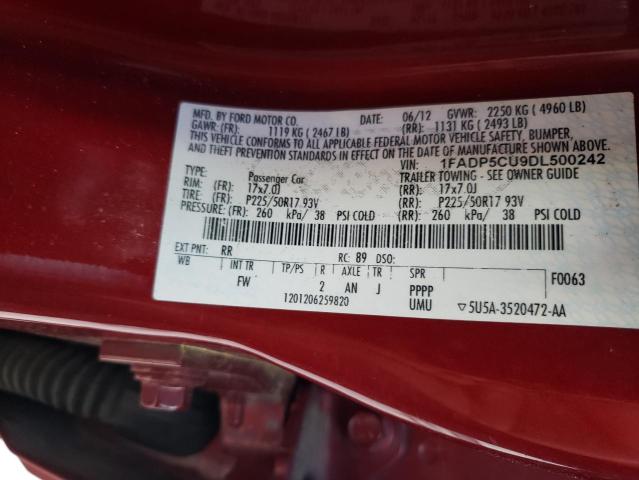 MFD. BY FORD MOTOR CO. DATE: 06/12 GVWR: 2250 KG ( 4960 LB)
GAWR: (FR): 1119 KG ( 2467 LB) (RR): 1131 KG ( 2493 LB)
THIS VEHICLE CONFORMS TO ALL APPLICABLE FEDERAL MOTOR VEHICLE SAFETY, BUMPER,
AND THEFT PREVENTION STANDARDS IN EFFECT ON THE DATE OF MANUFACTURE SHOWN ABOVE.
VIN: 1FADP5CU9DL500242
TYPE: Passenger Car TRAILER TOWING - SEE OWNER GUIDE
RIM: (FR): 17x7.0J (RR): 17x7.0J
TIRE: (FR): P225/50R17 93V (RR): P225/50R17 93V
PRESSURE: (FR): 260 kPa/ 38 PSI COLD (RR): 260 kPa/ 38 PSI COLD
EXT PNT: RR RC: 89 DSO:
WB INT TR TP/PS R AXLE TR SPR F0063
FW 2 AN J PPPP
1201206259820 UMU 5U5A-3520472-AA